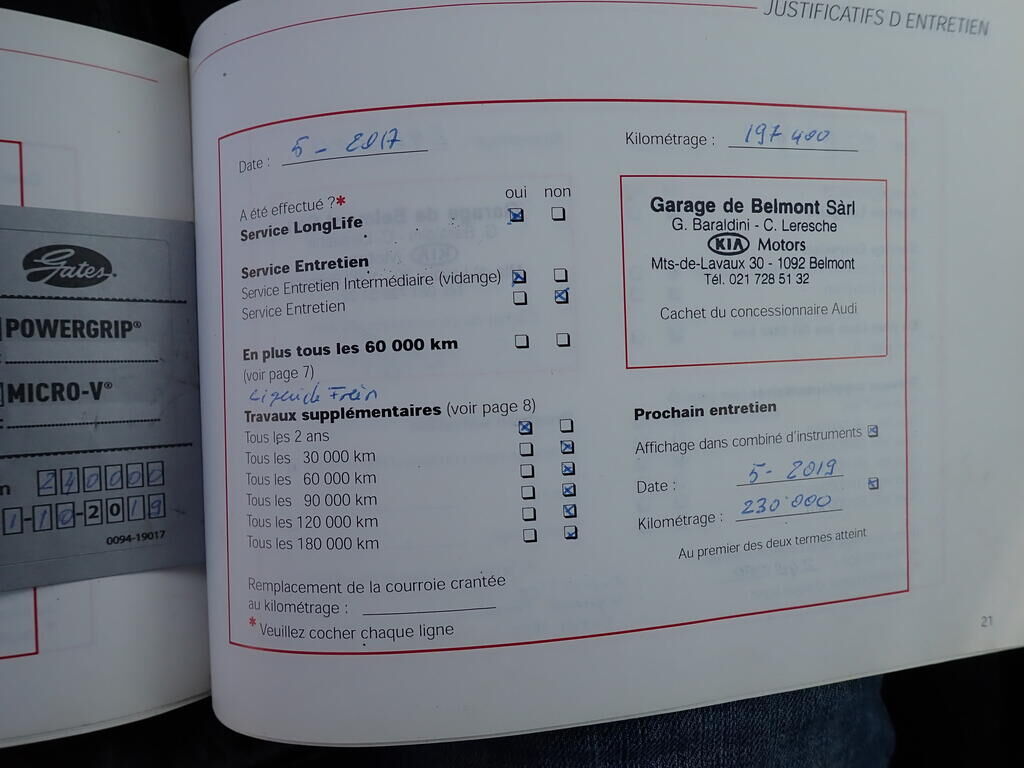 JUSTIFICATIFS D ENTRETIEN
Gates.
POWERGRIP®
MICRO-V®
240000
1-10-2019
0094-19017
Date : 5 - 2017
Kilométrage : 197 400
A été effectué ?*
oui non
Service LongLife
Service Entretien
Service Entretien Intermédiaire (vidange)
Service Entretien
En plus tous les 60 000 km
(voir page 7)
Liquide Frein
Travaux supplémentaires (voir page 8)
Tous les 2 ans
Tous les 30 000 km
Tous les 60 000 km
Tous les 90 000 km
Tous les 120 000 km
Tous les 180 000 km
Remplacement de la courroie crantée
au kilométrage :
* Veuillez cocher chaque ligne
Garage de Belmont Sàrl
G. Baraldini - C. Leresche
KIA Motors
Mts-de-Lavaux 30 - 1092 Belmont
Tél. 021 728 51 32
Cachet du concessionnaire Audi
Prochain entretien
Affichage dans combiné d'instruments
Date : 5 - 2019
Kilométrage : 230 000
Au premier des deux termes atteint
21